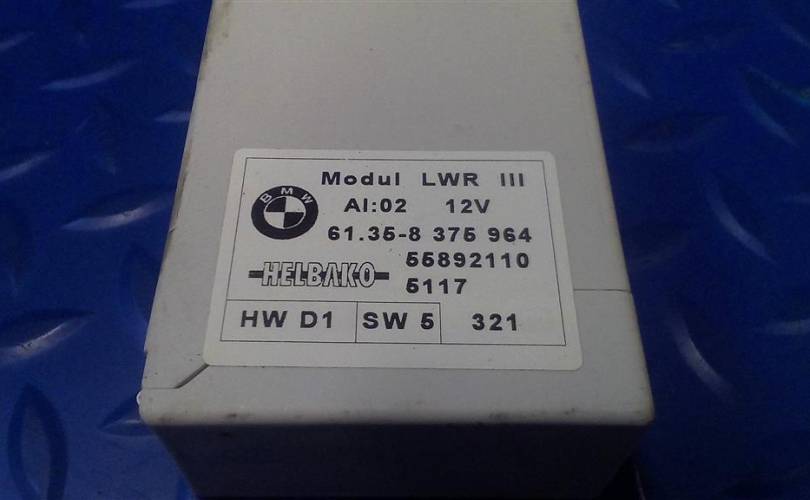 Modul LWR III
BMW
AI:02 12V
61.35-8 375 964
HELBAKO 55892110
5117
HW D1 SW 5 321